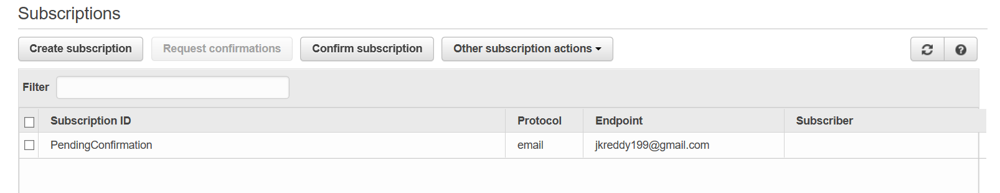 Subscriptions
Create subscription Request confirmations Confirm subscription Other subscription actions
Filter
Subscription ID Protocol Endpoint Subscriber
PendingConfirmation email jkreddy199@gmail.com